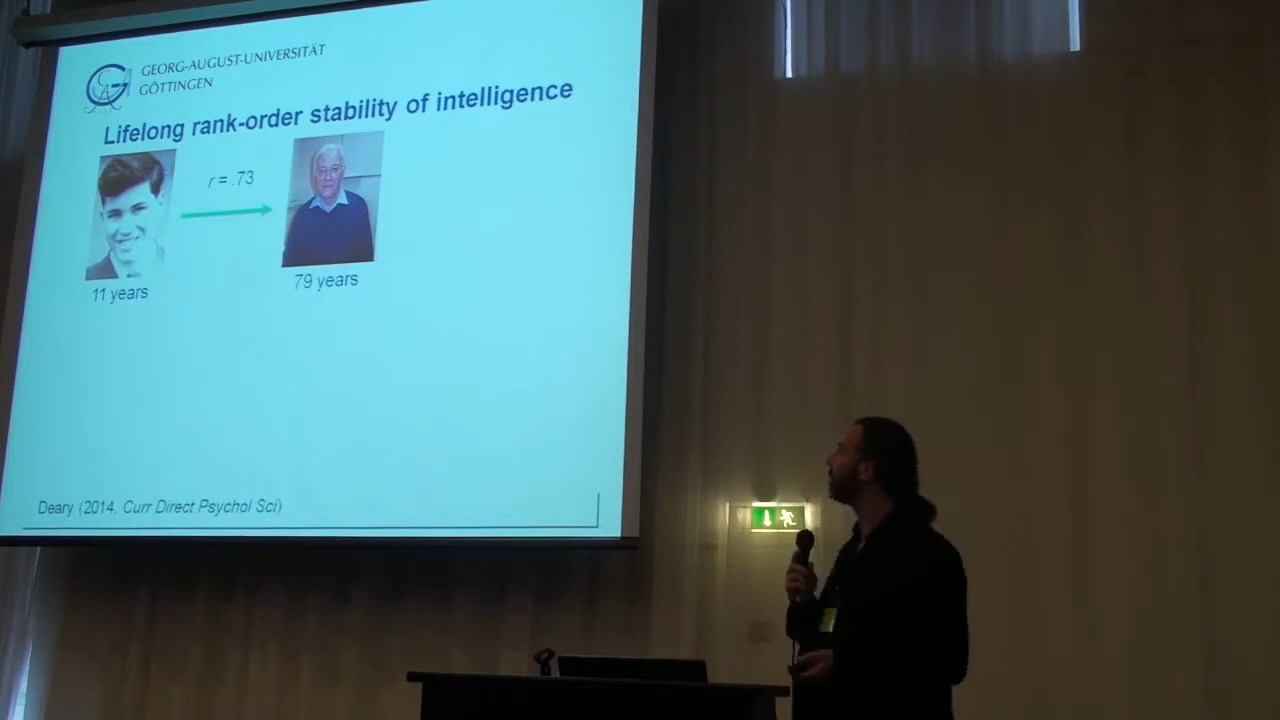 GEORG-AUGUST-UNIVERSITÄT
GÖTTINGEN
Lifelong rank-order stability of intelligence
r = .73
11 years
79 years
Deary (2014, Curr Direct Psychol Sci)